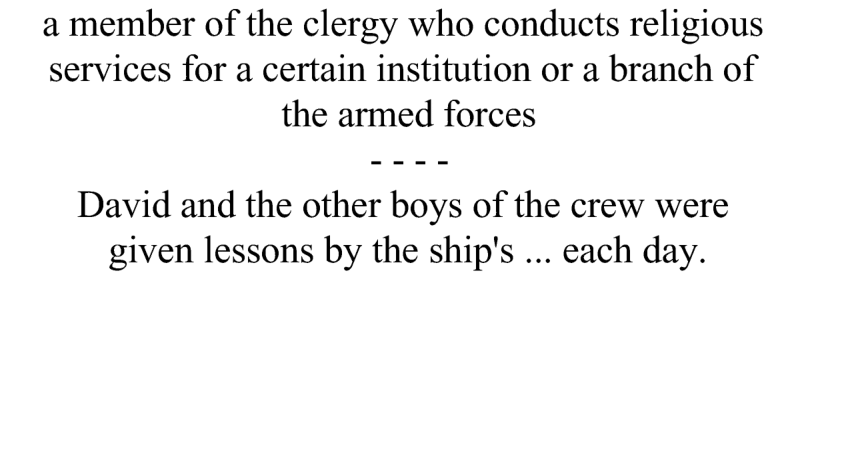 a member of the clergy who conducts religious
services for a certain institution or a branch of
the armed forces
- - - -
David and the other boys of the crew were
given lessons by the ship's ... each day.